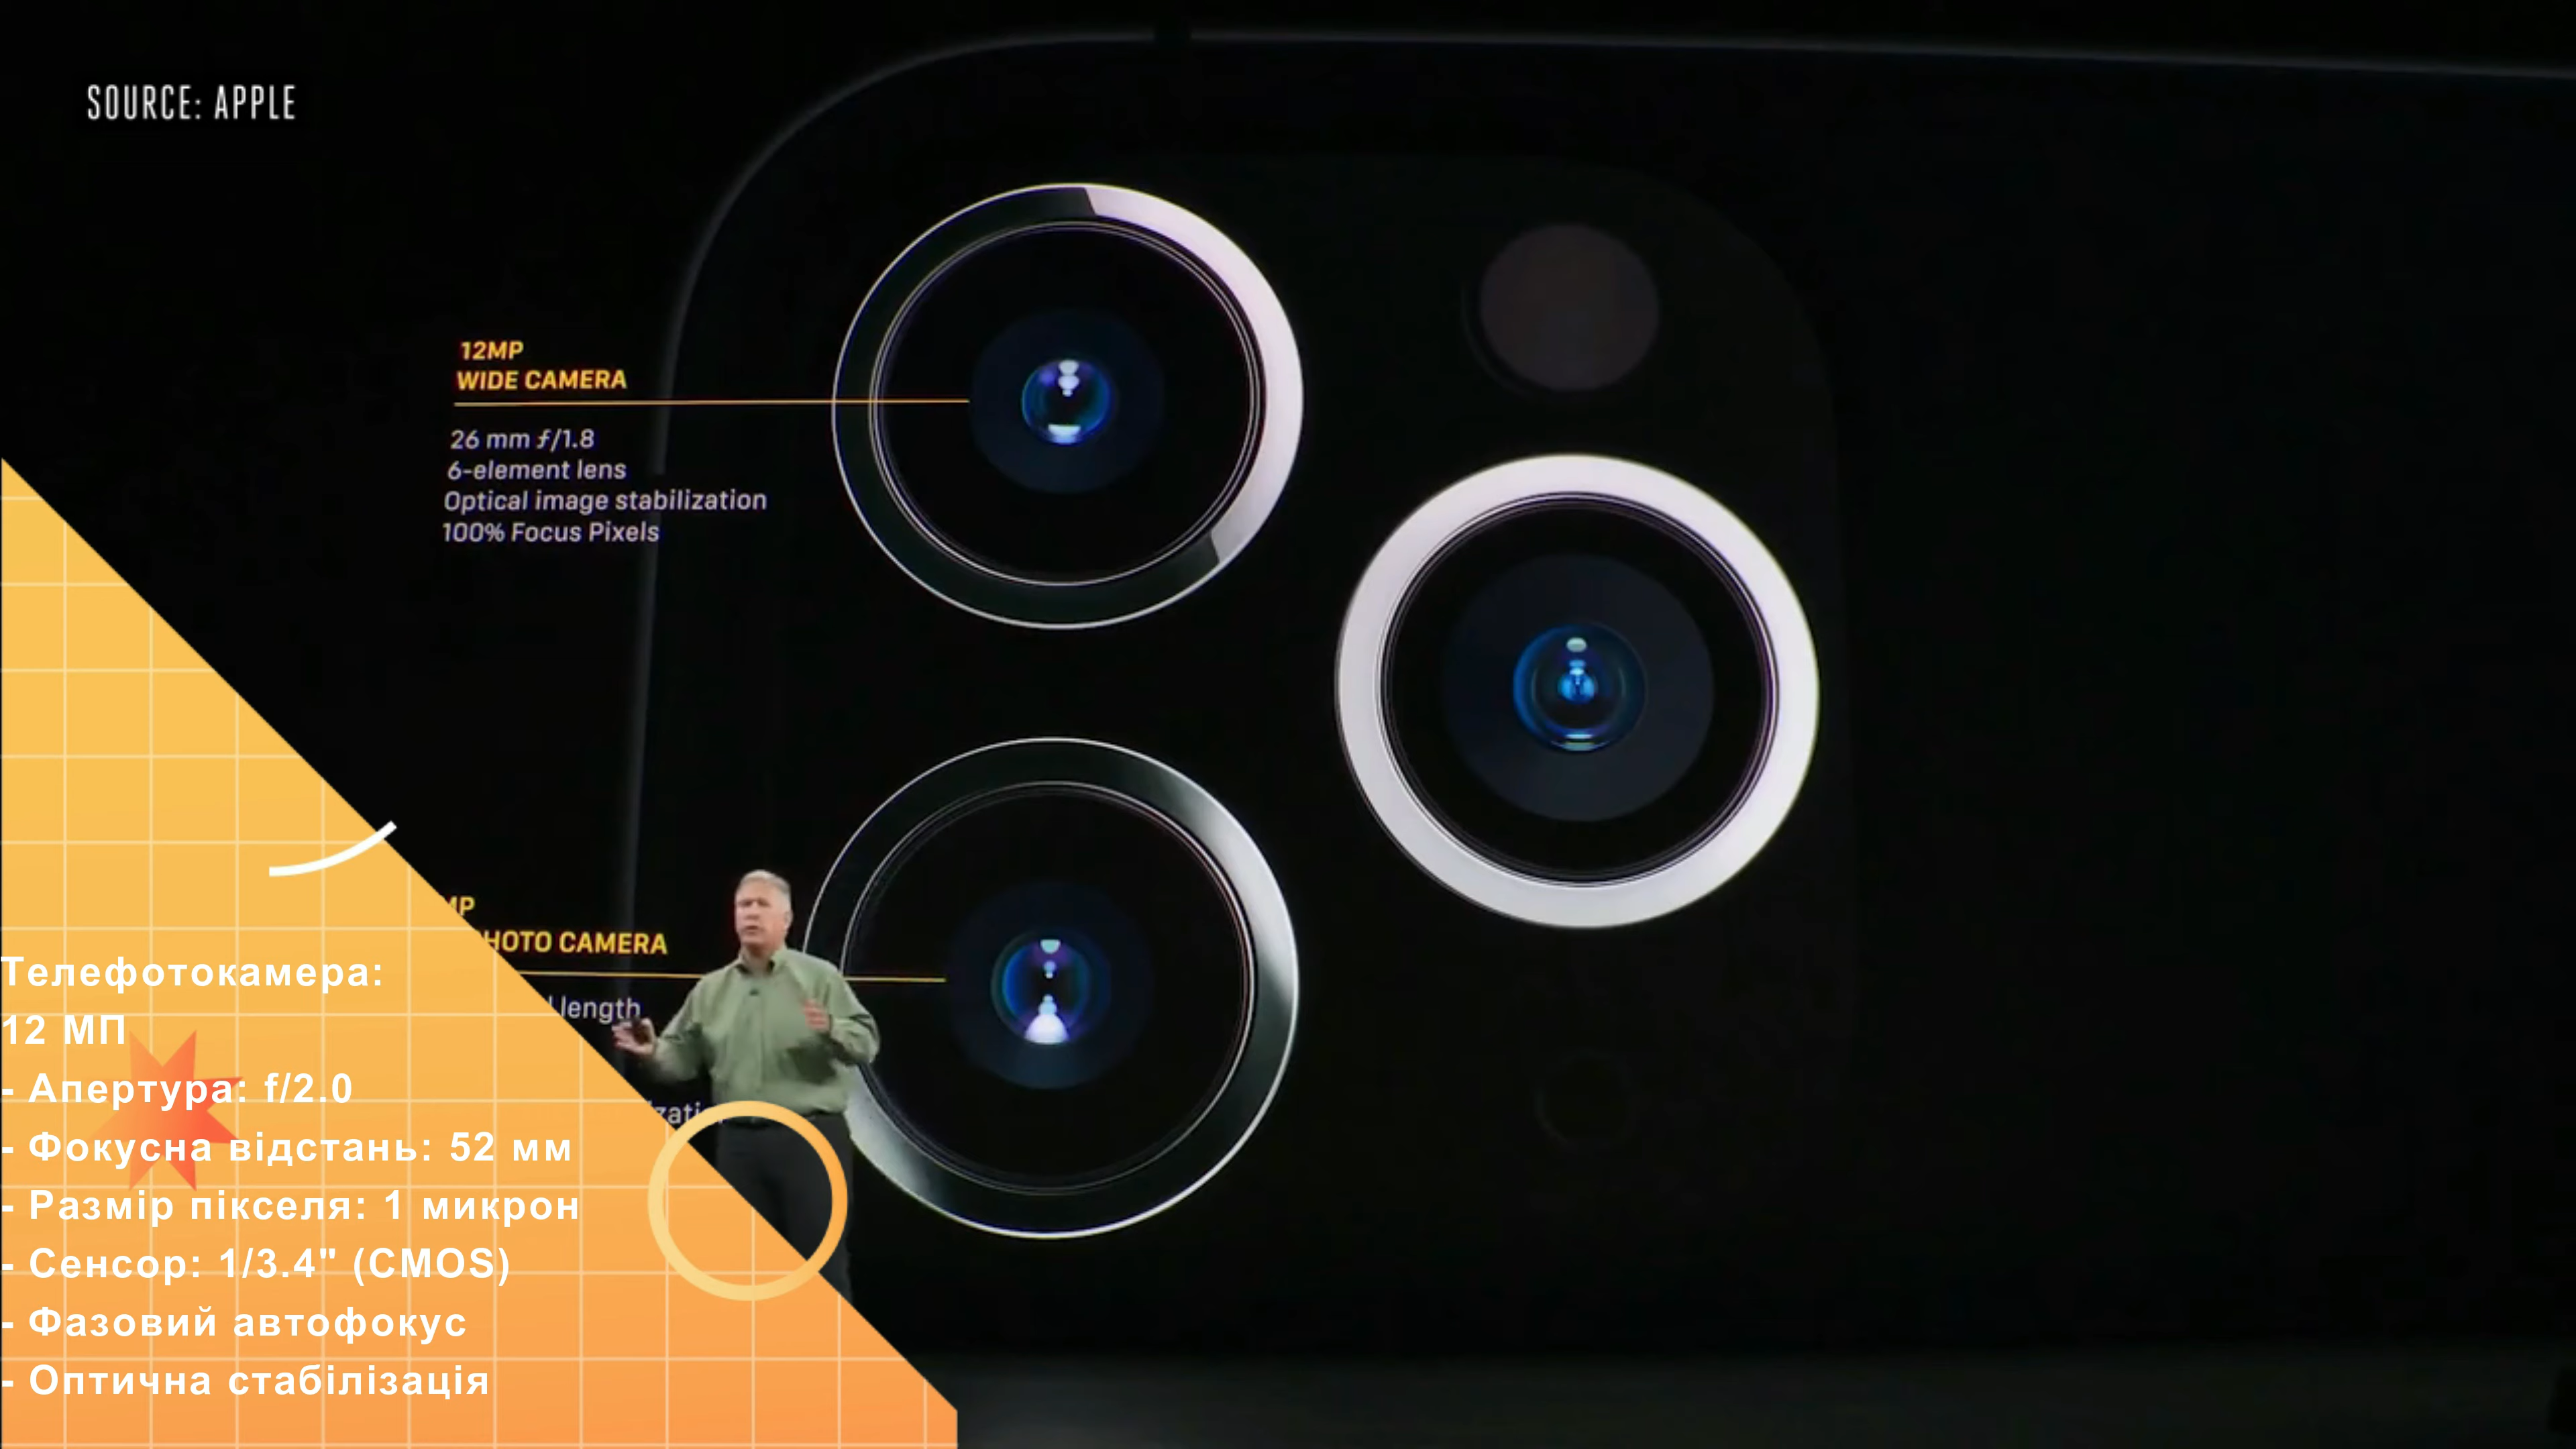 SOURCE: APPLE
12MP
WIDE CAMERA
26 mm ƒ/1.8
6-element lens
Optical image stabilization
100% Focus Pixels
MP
HOTO CAMERA
length
Телефотокамера:
12 МП
- Апертура: f/2.0
- Фокусна відстань: 52 мм
- Размір пікселя: 1 микрон
- Сенсор: 1/3.4" (CMOS)
- Фазовий автофокус
- Оптична стабілізація